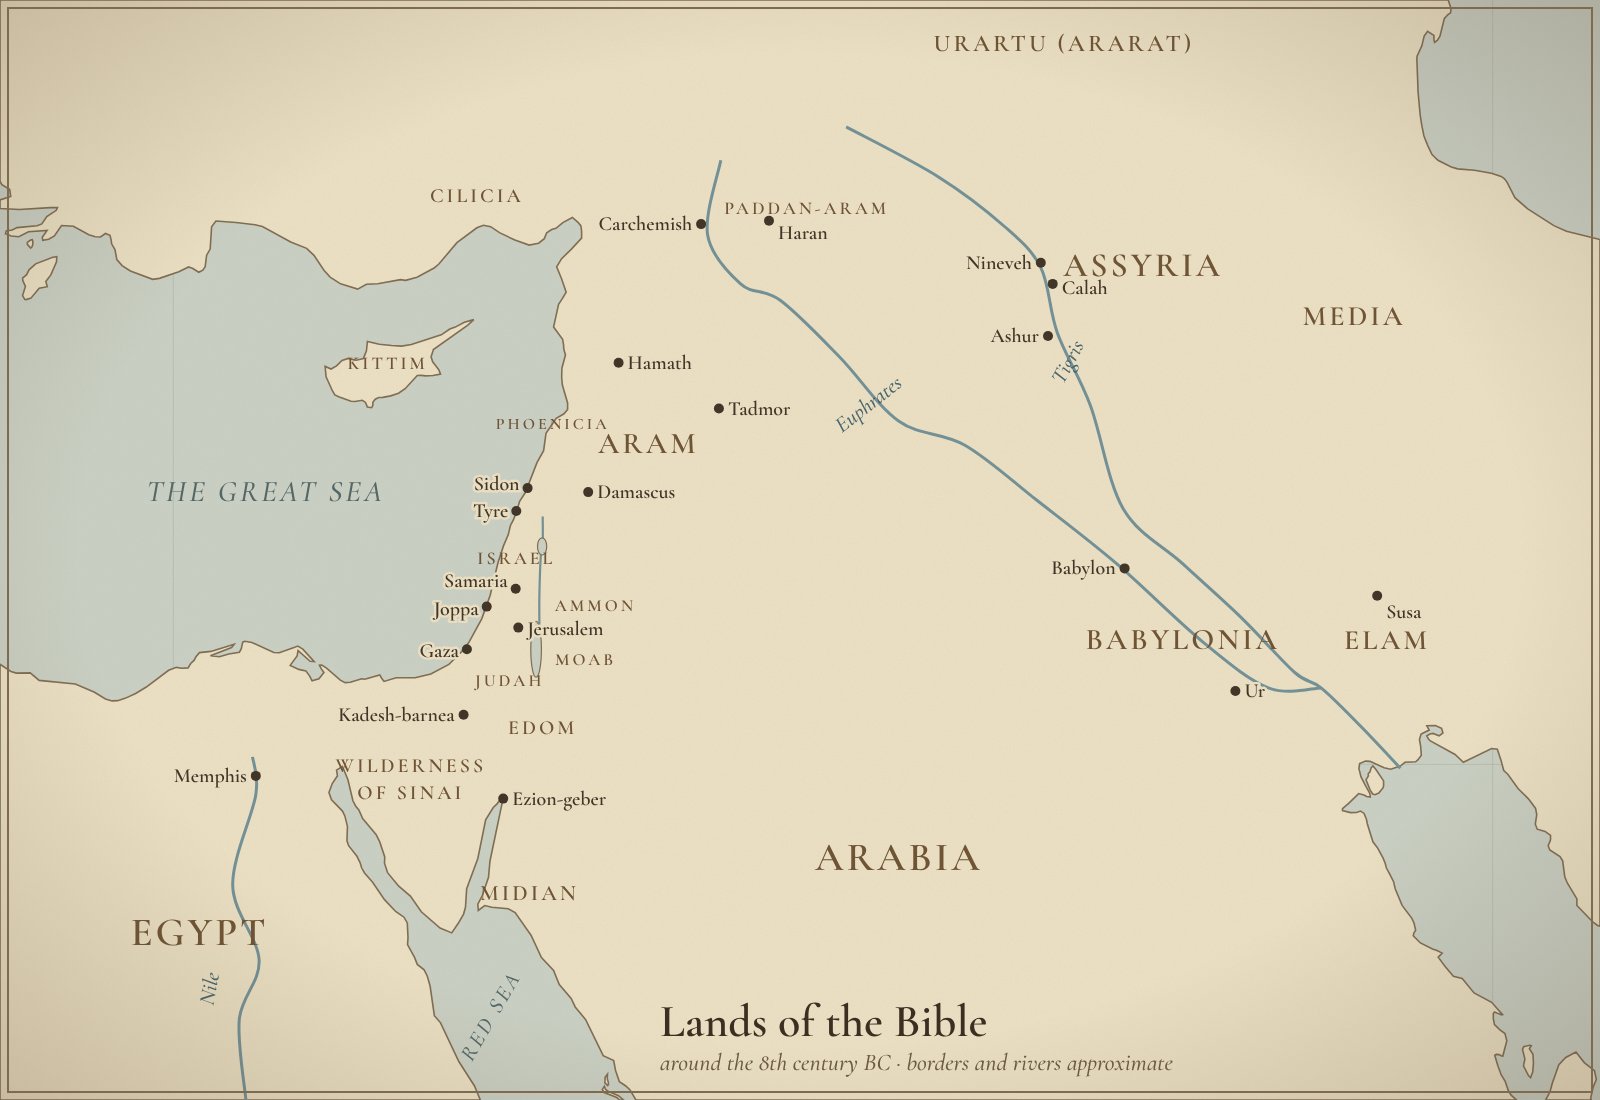 URARTU (ARARAT)
CILICIA
PADDAN-ARAM
Carchemish
Haran
Nineveh
ASSYRIA
Calah
MEDIA
Ashur
Tigris
KITTIM
Hamath
Euphrates
Tadmor
PHOENICIA
ARAM
THE GREAT SEA
Sidon
Damascus
Tyre
ISRAEL
Babylon
Samaria
Joppa
AMMON
Susa
Jerusalem
BABYLONIA
ELAM
Gaza
MOAB
JUDAH
Ur
Kadesh-barnea
EDOM
WILDERNESS
OF SINAI
Memphis
Ezion-geber
ARABIA
MIDIAN
EGYPT
Nile
RED SEA
Lands of the Bible
around the 8th century BC · borders and rivers approximate